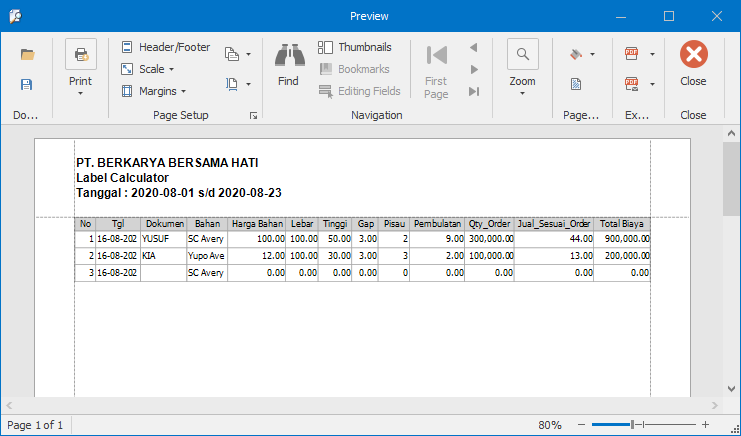 Preview
Header/Footer
Thumbnails
Scale
Bookmarks
Print
Margins
Find
Editing Fields
First
Page
Zoom
Close
Do...
Page Setup
Navigation
Page...
Ex...
Close
PT. BERKARYA BERSAMA HATI
Label Calculator
Tanggal : 2020-08-01 s/d 2020-08-23
No Tgl Dokumen Bahan Harga Bahan Lebar Tinggi Gap Pisau Pembulatan Qty_Order Jual_Sesuai_Order Total Biaya
1 16-08-202 YUSUF SC Avery 100.00 100.00 50.00 3.00 2 9.00 300,000.00 44.00 900,000.00
2 16-08-202 KIA Yupo Ave 12.00 100.00 30.00 3.00 3 2.00 100,000.00 13.00 200,000.00
3 16-08-202 SC Avery 0.00 0.00 0.00 0.00 0 0.00 0.00 0.00 0.00
Page 1 of 1
80%